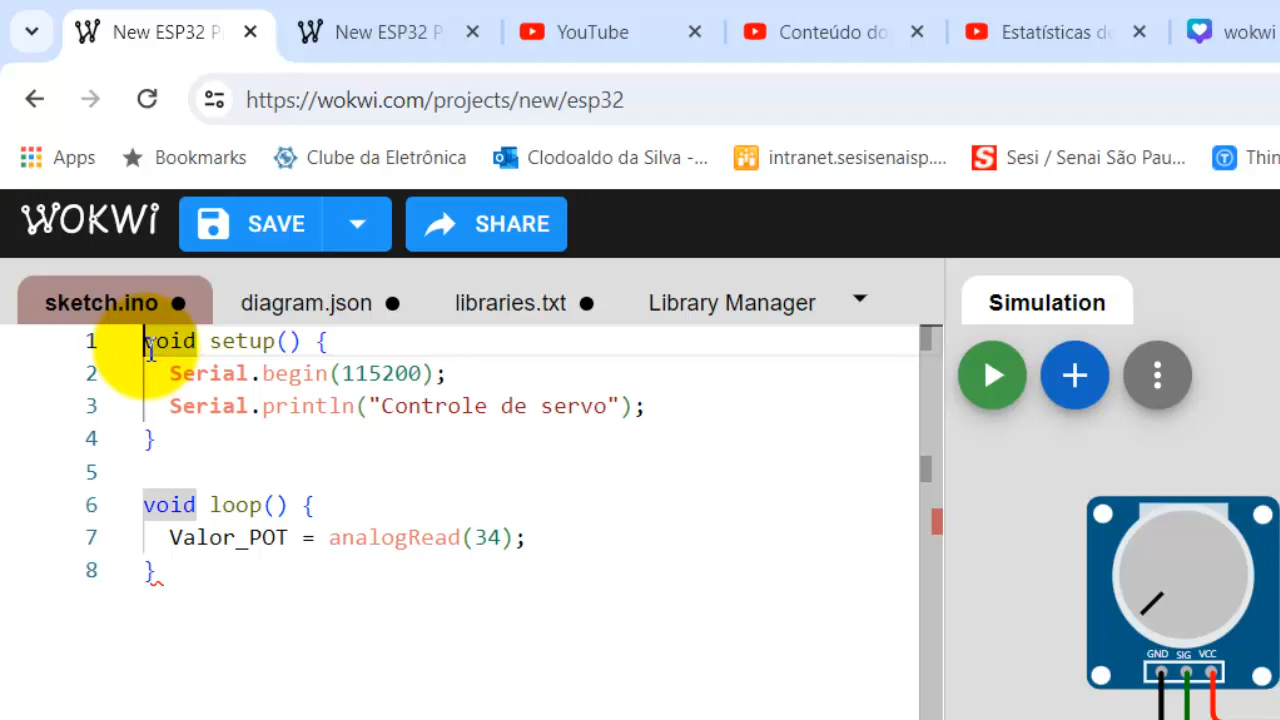 New ESP32 P
New ESP32 P
YouTube
Conteúdo do
Estatísticas d
wokwi
https://wokwi.com/projects/new/esp32
Apps
Bookmarks
Clube da Eletrônica
Clodoaldo da Silva -...
intranet.sesisenaisp....
Sesi / Senai São Pau...
Thin
WOKWi
SAVE
SHARE
sketch.ino
diagram.json
libraries.txt
Library Manager
Simulation
1 void setup() {
2 Serial.begin(115200);
3 Serial.println("Controle de servo");
4 }
5
6 void loop() {
7 Valor_POT = analogRead(34);
8 }
GND SIG VCC